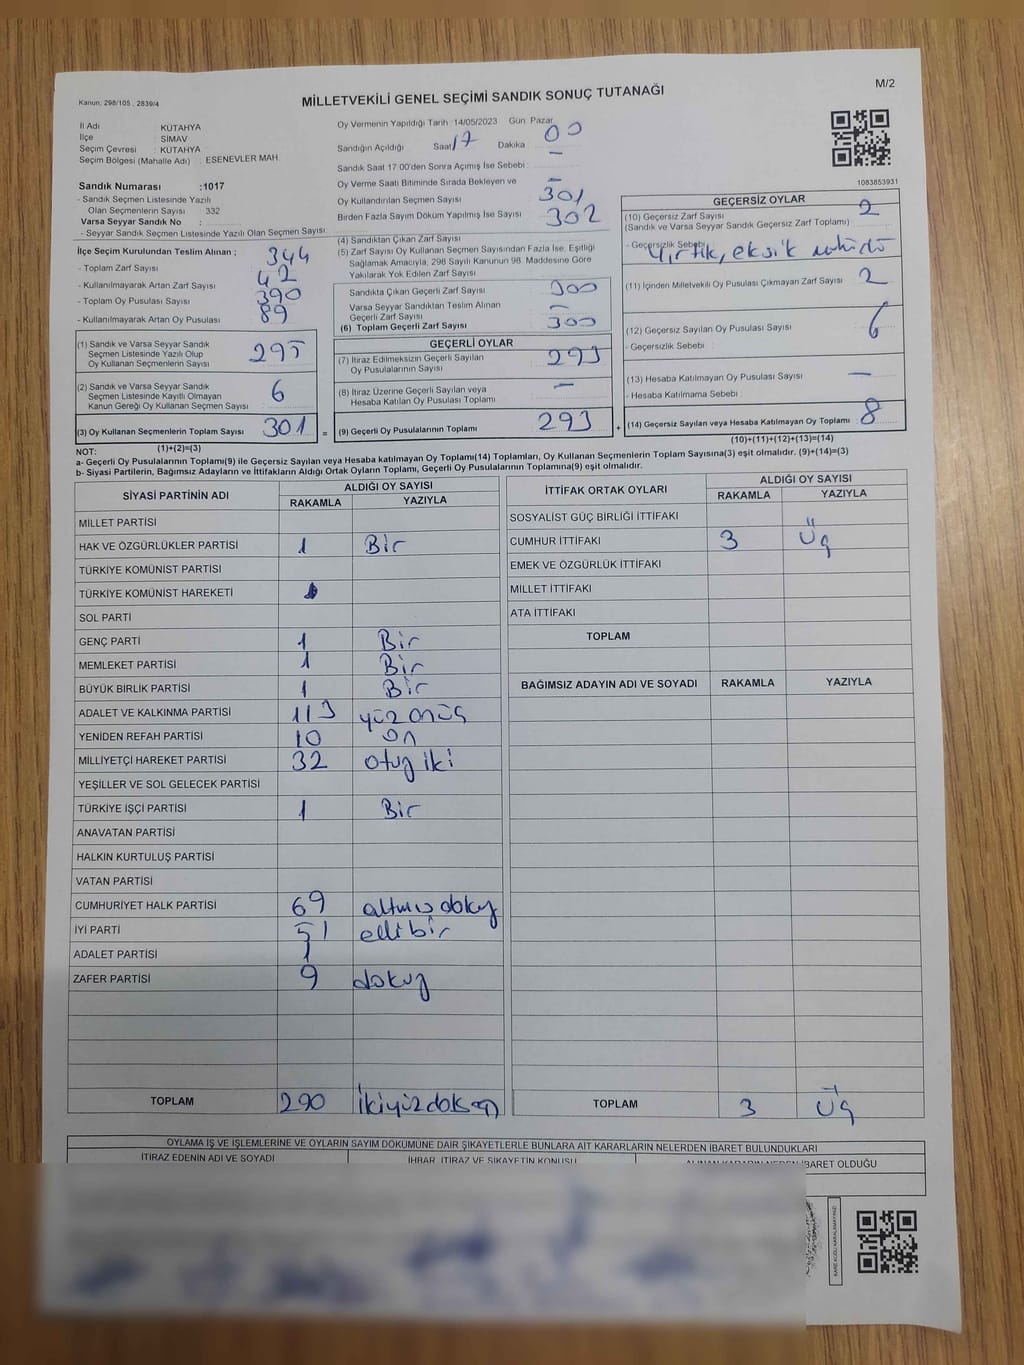 Kanun, 298/105 , 2839/4
MİLLETVEKİLİ GENEL SEÇİMİ SANDIK SONUÇ TUTANAĞI
M/2
İl Adı : KÜTAHYA
İlçe : SİMAV
Seçim Çevresi : KÜTAHYA
Seçim Bölgesi (Mahalle Adı) : ESENEVLER MAH.
Sandık Numarası :1017
- Sandık Seçmen Listesinde Yazılı
Olan Seçmenlerin Sayısı : 332
Varsa Seyyar Sandık No :
- Seyyar Sandık Seçmen Listesinde Yazılı Olan Seçmen Sayısı :
Oy Vermenin Yapıldığı Tarih :14/05/2023 Gün Pazar
Sandığın Açıldığı Saat 17 Dakika 00
Sandık Saat 17.00'den Sonra Açımış İse Sebebi : —
Oy Verme Saati Bitiminde Sırada Bekleyen ve
Oy Kullandırılan Seçmen Sayısı —
Birden Fazla Sayım Döküm Yapılmış İse Sayısı 301
(4) Sandıktan Çıkan Zarf Sayısı 302
(5) Zarf Sayısı Oy Kullanan Seçmen Sayısından Fazla İse, Eşitliği
Sağlamak Amacıyla, 298 Sayılı Kanunun 98. Maddesine Göre
Yakılarak Yok Edilen Zarf Sayısı
1083853931
İlçe Seçim Kurulundan Teslim Alınan ;
- Toplam Zarf Sayısı 344
- Kullanılmayarak Artan Zarf Sayısı 42
- Toplam Oy Pusulası Sayısı 390
- Kullanılmayarak Artan Oy Pusulası 89
(1) Sandık ve Varsa Seyyar Sandık
Seçmen Listesinde Yazılı Olup
Oy Kullanan Seçmenlerin Sayısı 295
(2) Sandık ve Varsa Seyyar Sandık
Seçmen Listesinde Kayıtlı Olmayan
Kanun Gereği Oy Kullanan Seçmen Sayısı 6
(3) Oy Kullanan Seçmenlerin Toplam Sayısı 301
(1)+(2)=(3)
Sandıkta Çıkan Geçerli Zarf Sayısı 300
Varsa Seyyar Sandıktan Teslim Alınan
Geçerli Zarf Sayısı —
(6) Toplam Geçerli Zarf Sayısı 300
GEÇERLİ OYLAR
(7) İtiraz Edilmeksizin Geçerli Sayılan
Oy Pusulalarının Sayısı 293
(8) İtiraz Üzerine Geçerli Sayılan veya
Hesaba Katılan Oy Pusulası Toplamı —
= (9) Geçerli Oy Pusulalarının Toplamı 293
GEÇERSİZ OYLAR
(10) Geçersiz Zarf Sayısı 2
(Sandık ve Varsa Seyyar Sandık Geçersiz Zarf Toplamı)
- Geçersizlik Sebebi Yırtık, eksik mühür
(11) İçinden Milletvekili Oy Pusulası Çıkmayan Zarf Sayısı 2
(12) Geçersiz Sayılan Oy Pusulası Sayısı : 6
- Geçersizlik Sebebi :
(13) Hesaba Katılmayan Oy Pusulası Sayısı —
- Hesaba Katılmama Sebebi :
+ (14) Geçersiz Sayılan veya Hesaba Katılmayan Oy Toplamı 8
(10)+(11)+(12)+(13)=(14)
NOT:
a- Geçerli Oy Pusulalarının Toplamı(9) ile Geçersiz Sayılan veya Hesaba katılmayan Oy Toplamı(14) Toplamları, Oy Kullanan Seçmenlerin Toplam Sayısına(3) eşit olmalıdır. (9)+(14)=(3)
b- Siyasi Partilerin, Bağımsız Adayların ve İttifakların Aldığı Ortak Oyların Toplamı, Geçerli Oy Pusulalarının Toplamına(9) eşit olmalıdır.
SİYASİ PARTİNİN ADI
ALDIĞI OY SAYISI
RAKAMLA YAZIYLA
MİLLET PARTİSİ
HAK VE ÖZGÜRLÜKLER PARTİSİ 1 Bir
TÜRKİYE KOMÜNİST PARTİSİ
TÜRKİYE KOMÜNİST HAREKETİ
SOL PARTİ
GENÇ PARTİ 1 Bir
MEMLEKET PARTİSİ 1 Bir
BÜYÜK BİRLİK PARTİSİ 1 Bir
ADALET VE KALKINMA PARTİSİ 113 yüz onüç
YENİDEN REFAH PARTİSİ 10 on
MİLLİYETÇİ HAREKET PARTİSİ 32 otuz iki
YEŞİLLER VE SOL GELECEK PARTİSİ
TÜRKİYE İŞÇİ PARTİSİ 1 Bir
ANAVATAN PARTİSİ
HALKIN KURTULUŞ PARTİSİ
VATAN PARTİSİ
CUMHURİYET HALK PARTİSİ 69 altmış dokuz
İYİ PARTİ 51 elli bir
ADALET PARTİSİ 1
ZAFER PARTİSİ 9 dokuz
TOPLAM 290 İkiyüzdoksan
İTTİFAK ORTAK OYLARI
ALDIĞI OY SAYISI
RAKAMLA YAZIYLA
SOSYALİST GÜÇ BİRLİĞİ İTTİFAKI
CUMHUR İTTİFAKI 3 Üç
EMEK VE ÖZGÜRLÜK İTTİFAKI
MİLLET İTTİFAKI
ATA İTTİFAKI
TOPLAM
BAĞIMSIZ ADAYIN ADI VE SOYADI RAKAMLA YAZIYLA
TOPLAM 3 Üç
OYLAMA İŞ VE İŞLEMLERİNE VE OYLARIN SAYIM DÖKÜMÜNE DAİR ŞİKAYETLERLE BUNLARA AİT KARARLARIN NELERDEN İBARET BULUNDUKLARI
İTİRAZ EDENİN ADI VE SOYADI İHBAR, İTİRAZ VE ŞİKAYETİN KONUSU ALINAN KARARIN NEDEN İBARET OLDUĞU